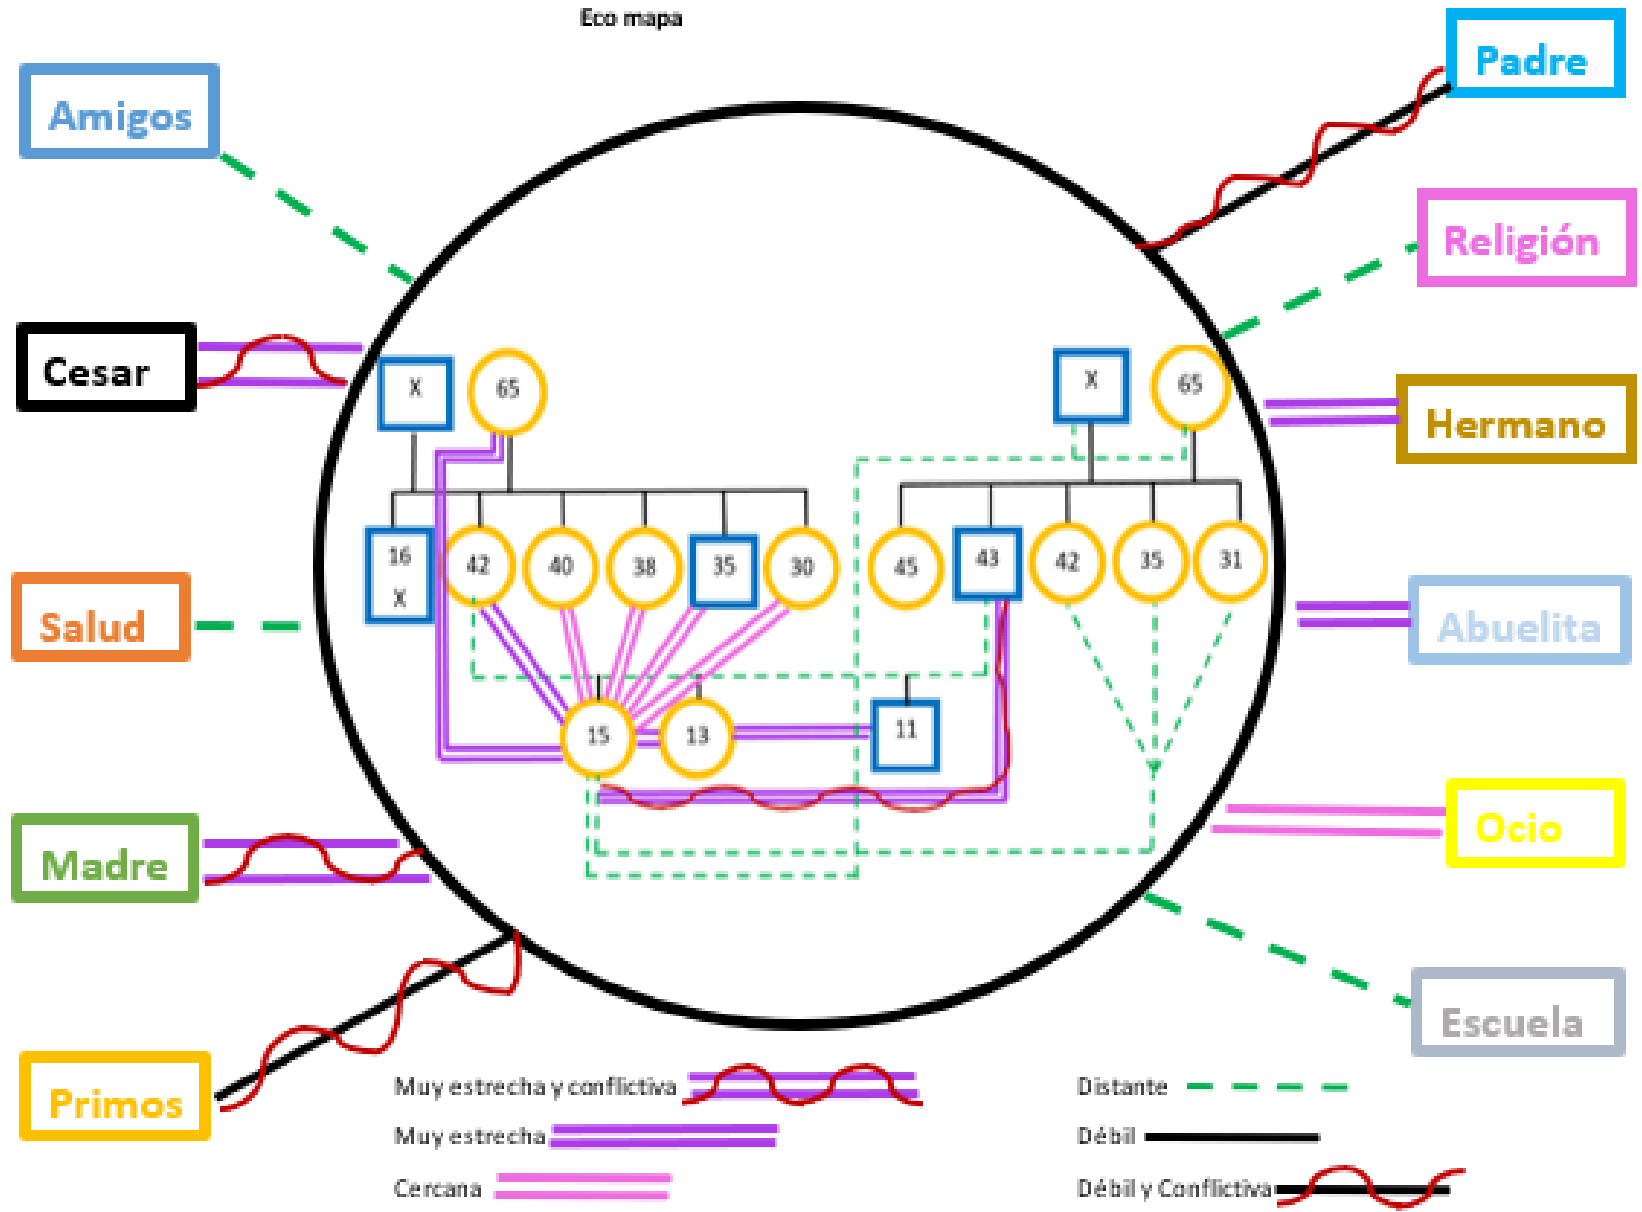 Eco mapa
Padre
Amigos
Religión
Cesar
X
65
X
65
Hermano
16
X
42
40
38
35
30
45
43
42
35
31
Salud
Abuelita
15
13
11
Madre
Ocio
Escuela
Primos
Muy estrecha y conflictiva
Distante
Muy estrecha
Débil
Cercana
Débil y Conflictiva